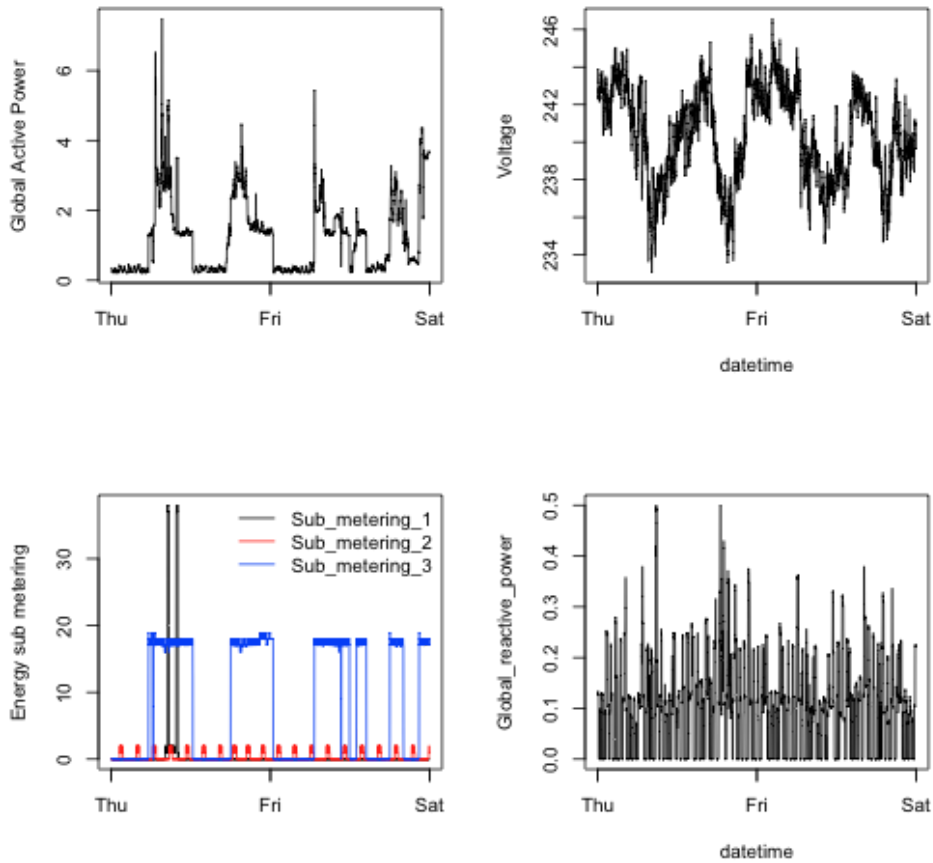 Global Active Power
6
4
2
0
Thu Fri Sat
Voltage
246
242
238
234
Thu Fri Sat
datetime
Energy sub metering
30
20
10
0
Sub_metering_1
Sub_metering_2
Sub_metering_3
Thu Fri Sat
Global_reactive_power
0.5
0.4
0.3
0.2
0.1
0.0
Thu Fri Sat
datetime